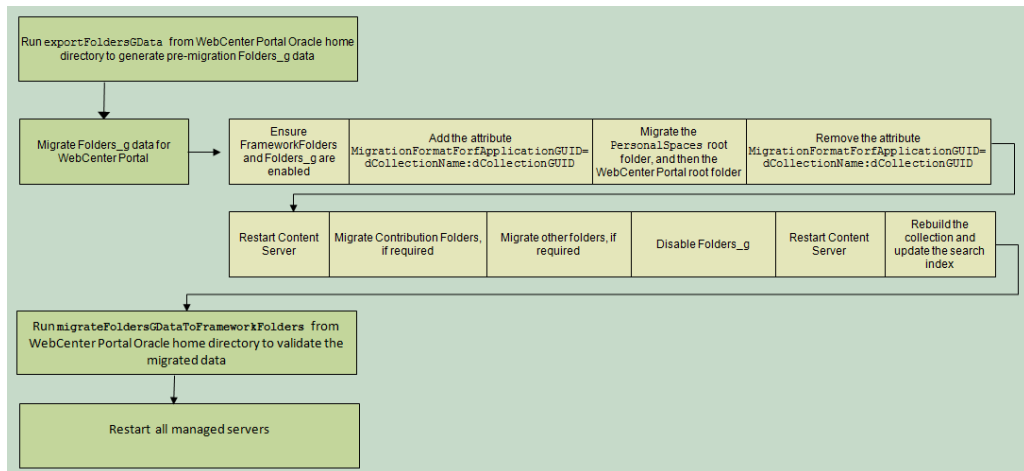 Run exportFoldersGData from WebCenter Portal Oracle home
directory to generate pre-migration Folders_g data
Migrate Folders_g data for
WebCenter Portal
Ensure
FrameworkFolders
and Folders_g are
enabled
Add the attribute
MigrationFormatForfApplicationGUID=
dCollectionName:dCollectionGUID
Migrate the
PersonalSpaces root
folder, and then the
WebCenter Portal root folder
Remove the attribute
MigrationFormatForfApplicationGUID=
dCollectionName:dCollectionGUID
Restart Content
Server
Migrate Contribution Folders,
if required
Migrate other folders, if
required
Disable Folders_g
Restart Content
Server
Rebuild the
collection and
update the search
index
Run migrateFoldersGDataToFrameworkFolders from
WebCenter Portal Oracle home directory to validate the
migrated data
Restart all managed servers